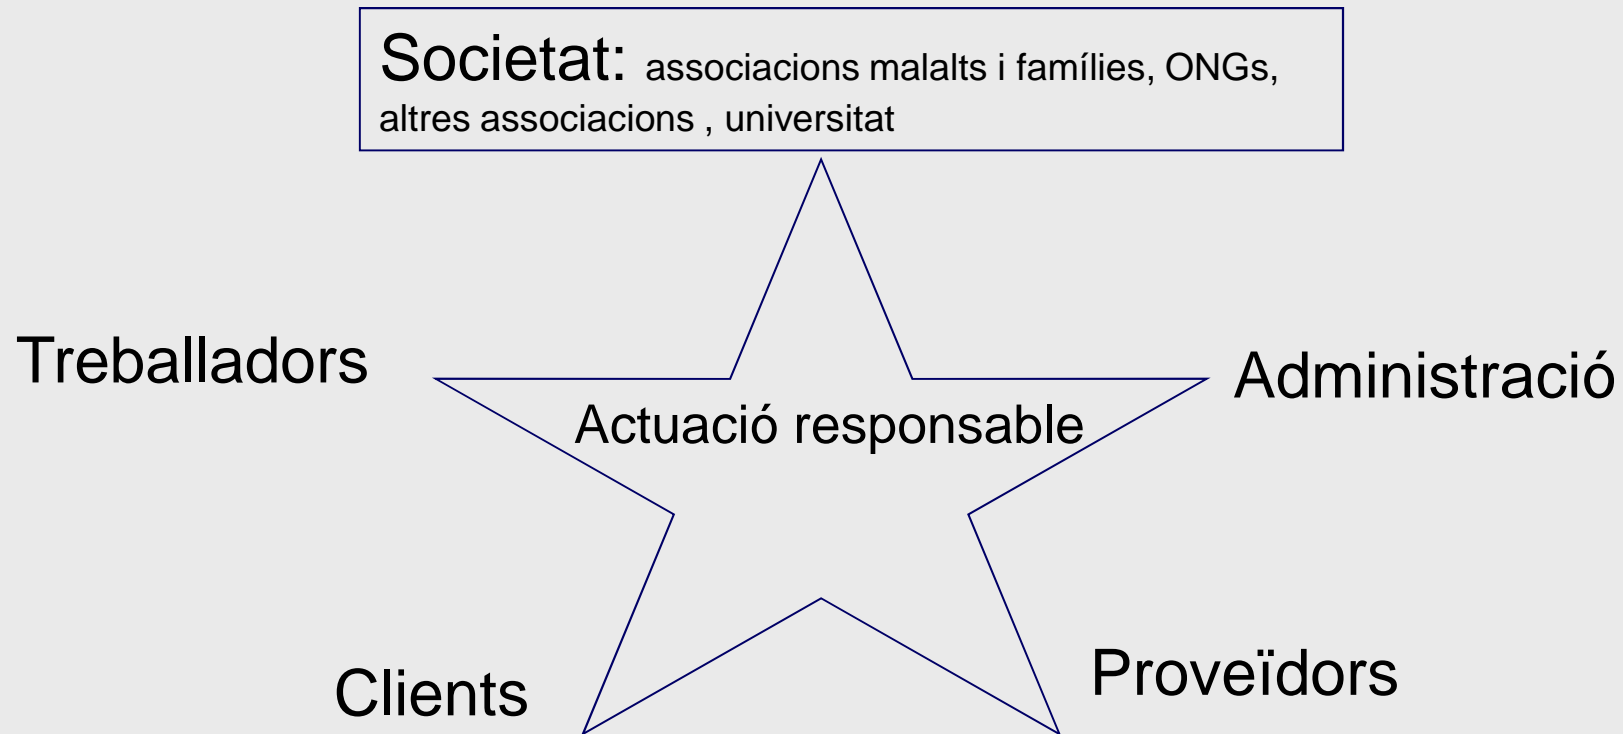 Societat: associacions malalts i famílies, ONGs,
altres associacions , universitat
Treballadors
Administració
Actuació responsable
Clients
Proveïdors